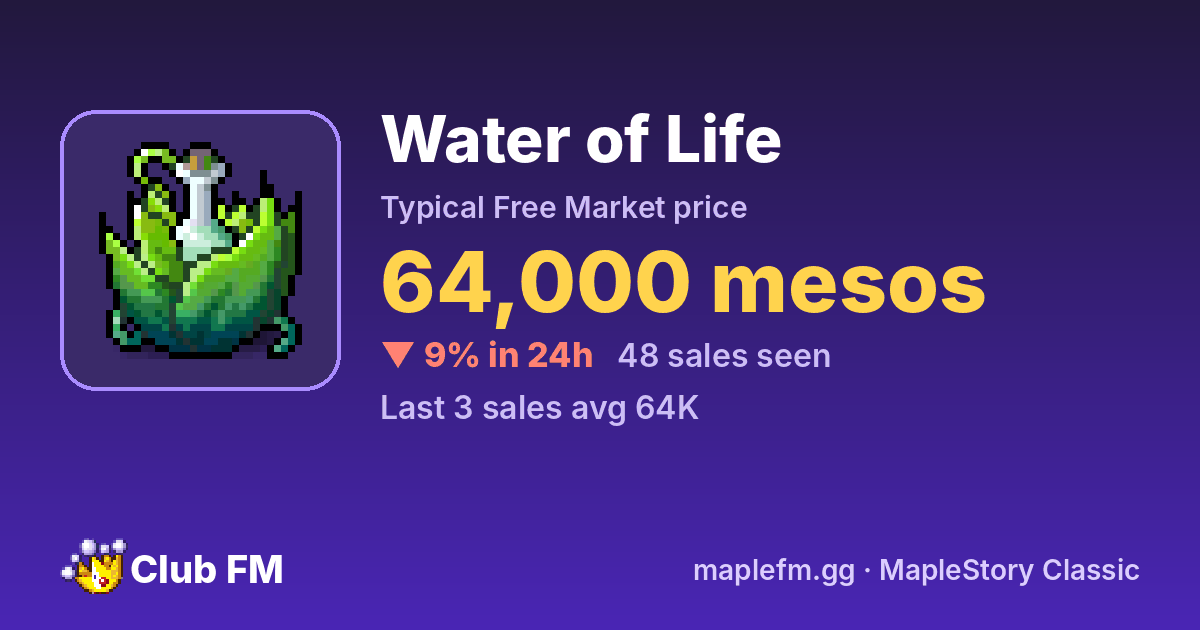 Water of Life
Typical Free Market price
64,000 mesos
▼ 9% in 24h 48 sales seen
Last 3 sales avg 64K
Club FM
maplefm.gg · MapleStory Classic